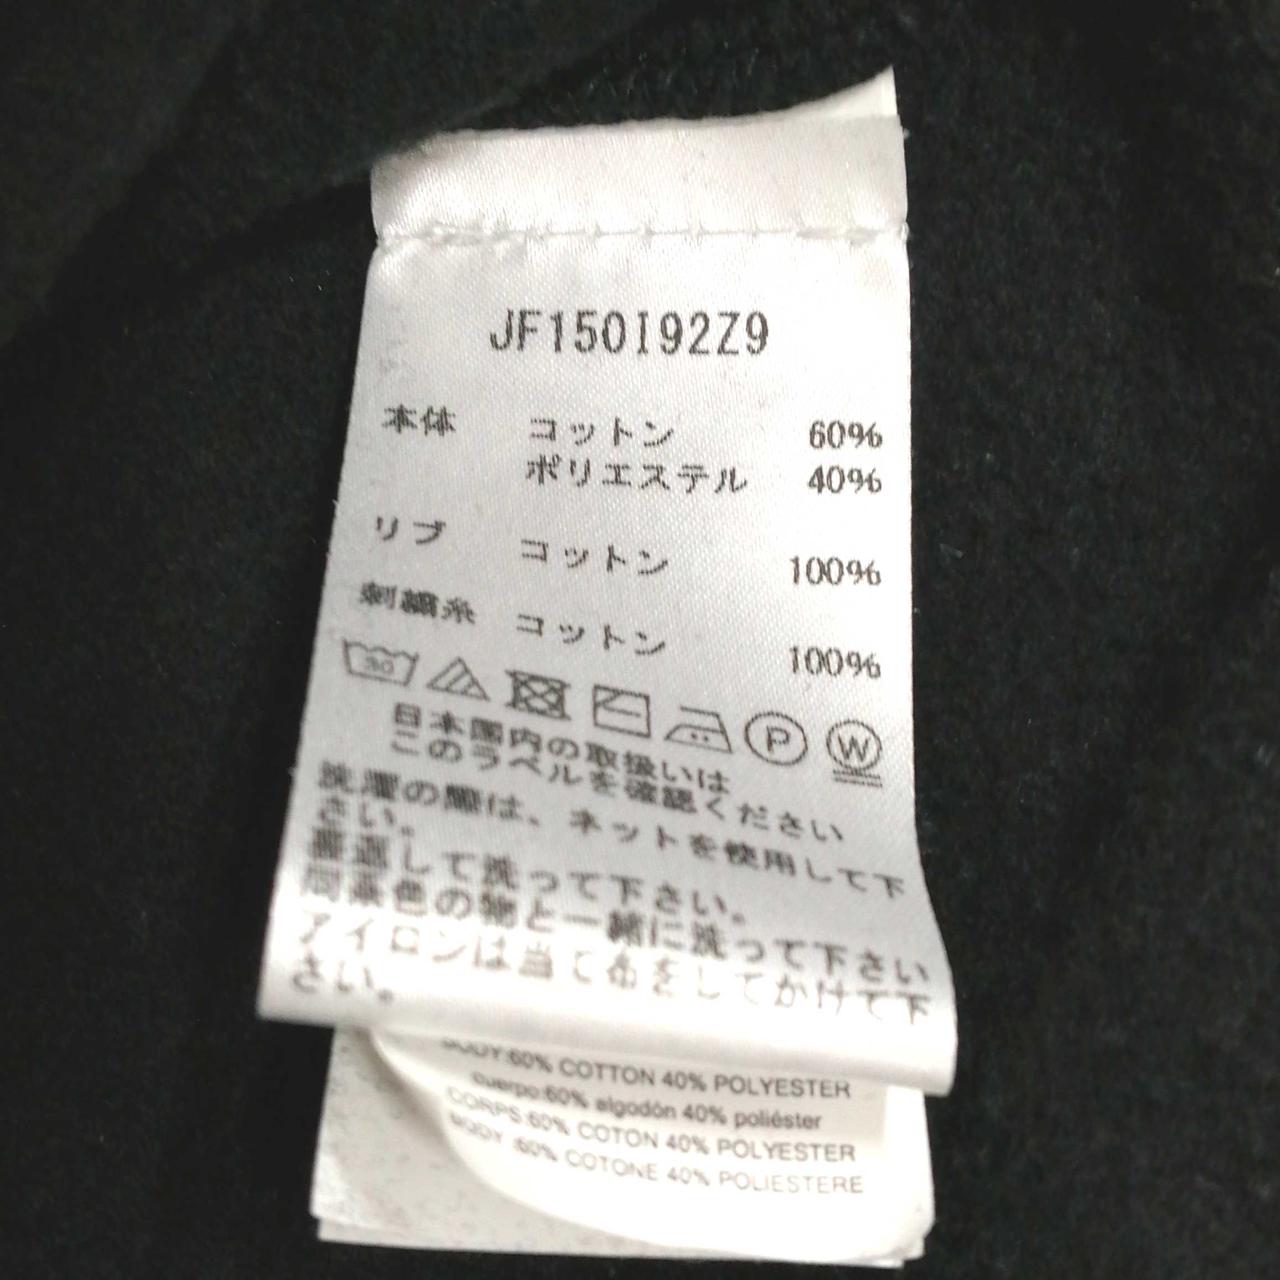 JF150I92Z9
本体 コットン 60%
ポリエステル 40%
リブ コットン 100%
刺繍糸 コットン 100%
30 P W
日本国内の取扱いは
このラベルを確認ください
洗濯の際は、ネットを使用して下
さい。
裏返して洗って下さい。
同系色の物と一緒に洗って下さい
アイロンは当て布をしてかけて下
さい。
BODY:60% COTTON 40% POLYESTER
cuerpo:60% algodón 40% poliéster
CORPS:60% COTON 40% POLYESTER
BODY :60% COTONE 40% POLIESTERE